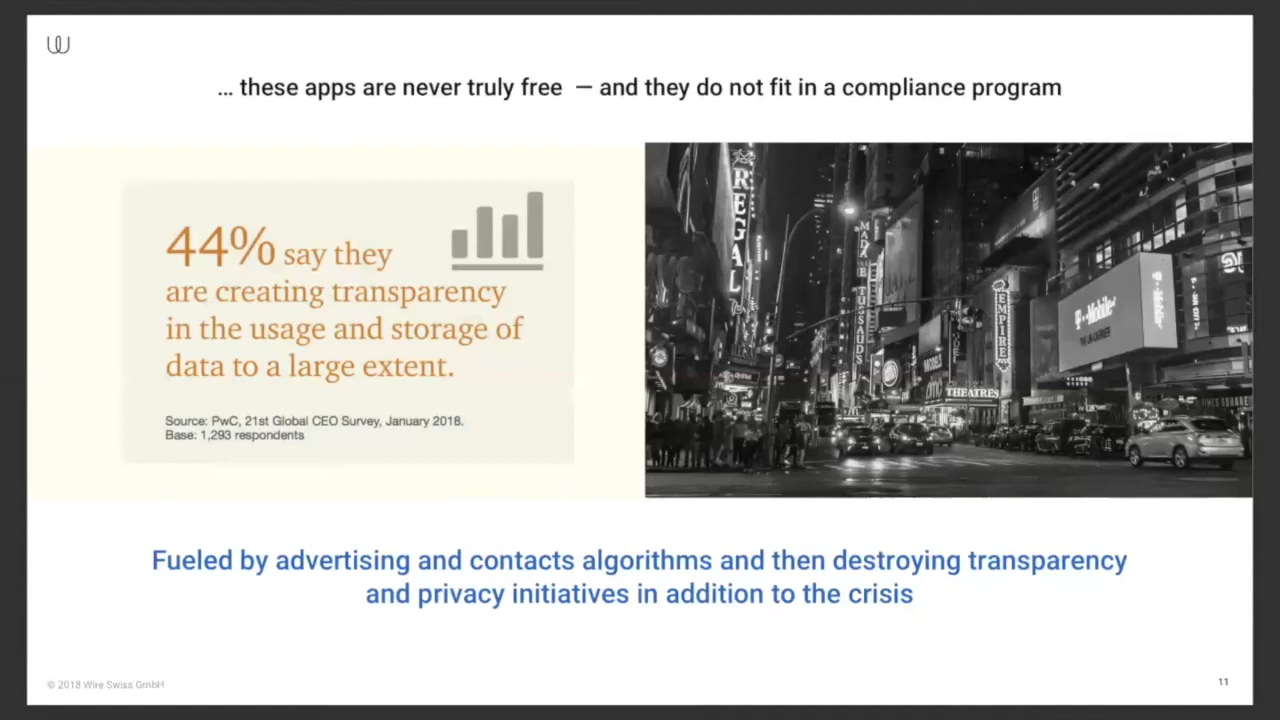 ... these apps are never truly free — and they do not fit in a compliance program
44% say they
are creating transparency
in the usage and storage of
data to a large extent.
Source: PwC, 21st Global CEO Survey, January 2018.
Base: 1,293 respondents
REGAL
MADAME TUSSAUDS
EMPIRE
THEATRES
T-Mobile
TIMES SQUARE
Fueled by advertising and contacts algorithms and then destroying transparency
and privacy initiatives in addition to the crisis
© 2018 Wire Swiss GmbH
11